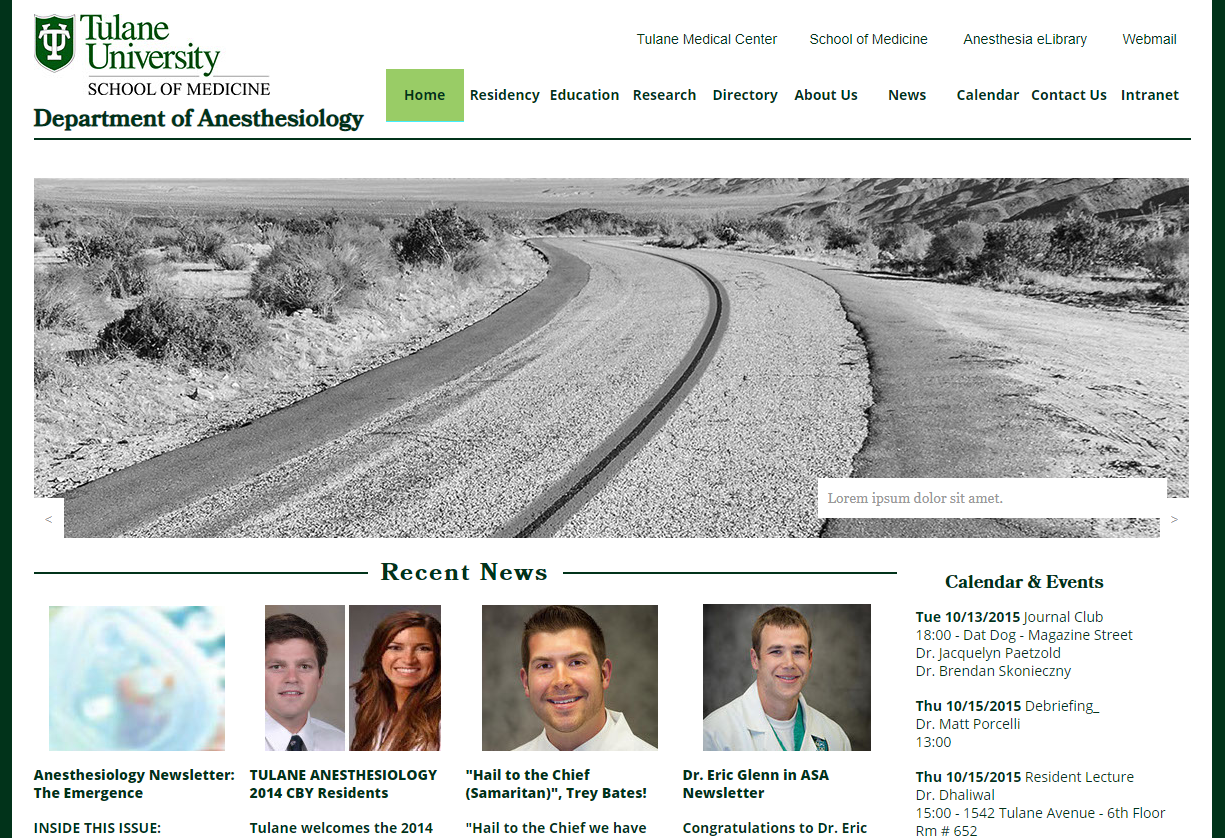 Tulane
University
SCHOOL OF MEDICINE
Department of Anesthesiology
Tulane Medical Center School of Medicine Anesthesia eLibrary Webmail
Home Residency Education Research Directory About Us News Calendar Contact Us Intranet
Lorem ipsum dolor sit amet.
< >
Recent News
Anesthesiology Newsletter:
The Emergence
INSIDE THIS ISSUE:
TULANE ANESTHESIOLOGY
2014 CBY Residents
Tulane welcomes the 2014
"Hail to the Chief
(Samaritan)", Trey Bates!
"Hail to the Chief we have
Dr. Eric Glenn in ASA
Newsletter
Congratulations to Dr. Eric
Calendar & Events
Tue 10/13/2015 Journal Club
18:00 - Dat Dog - Magazine Street
Dr. Jacquelyn Paetzold
Dr. Brendan Skonieczny
Thu 10/15/2015 Debriefing_
Dr. Matt Porcelli
13:00
Thu 10/15/2015 Resident Lecture
Dr. Dhaliwal
15:00 - 1542 Tulane Avenue - 6th Floor
Rm # 652